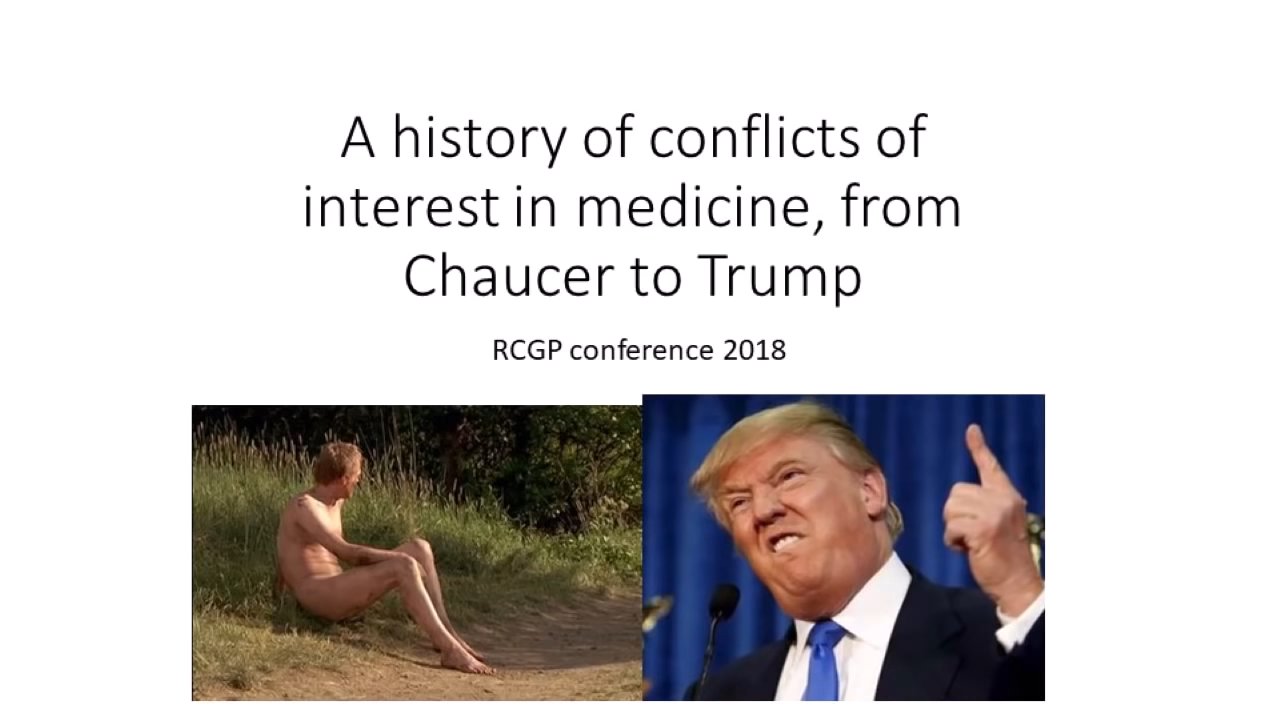 A history of conflicts of
interest in medicine, from
Chaucer to Trump
RCGP conference 2018